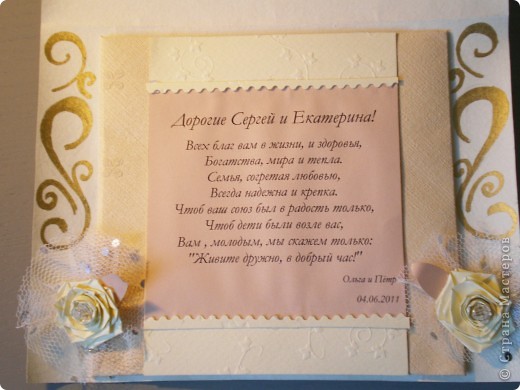 Дорогие Сергей и Екатерина!
Всех благ вам в жизни, и здоровья,
Богатства, мира и тепла.
Семья, согретая любовью,
Всегда надежна и крепка.
Чтоб ваш союз был в радость только,
Чтоб дети были возле вас,
Вам , молодым, мы скажем только:
"Живите дружно, в добрый час!"
Ольга и Пётр
04.06.2011
© Страна Мастеров